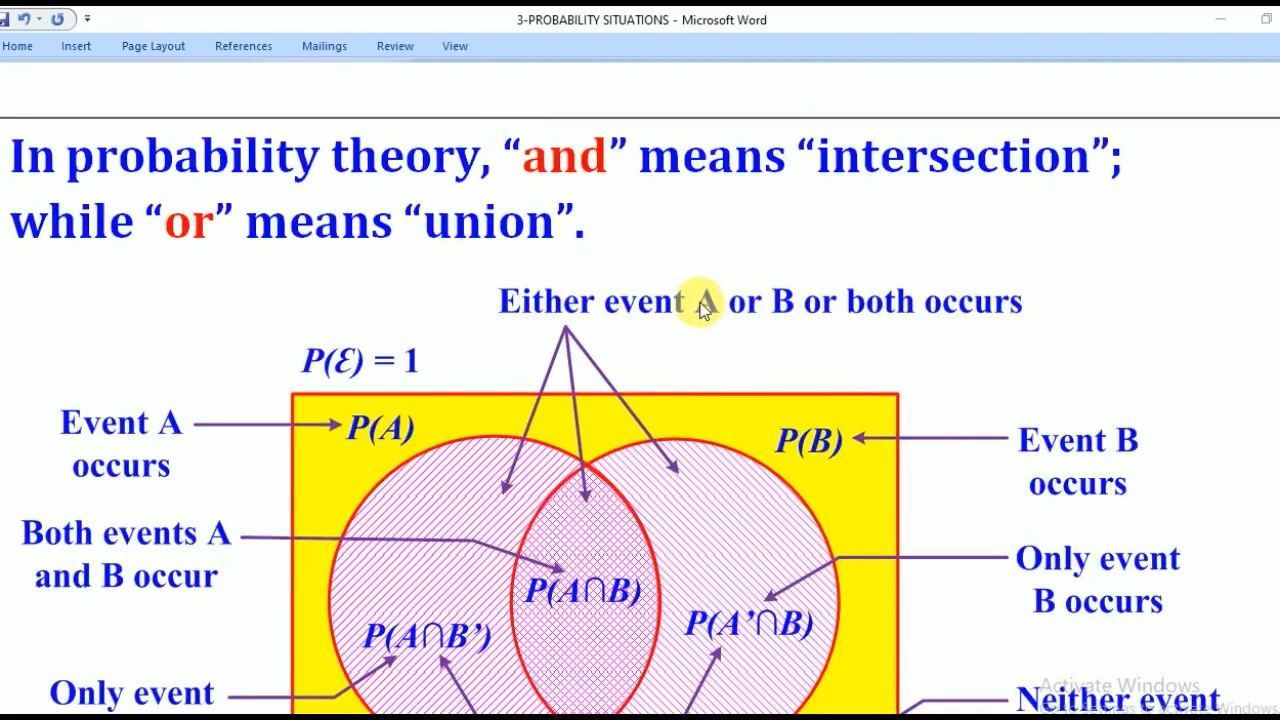 3-PROBABILITY SITUATIONS - Microsoft Word
Home Insert Page Layout References Mailings Review View
In probability theory, “and” means “intersection”;
while “or” means “union”.
Either event A or B or both occurs
P(ℰ) = 1
Event A
occurs
P(A)
P(B)
Event B
occurs
Both events A
and B occur
P(A∩B)
Only event
B occurs
P(A∩B’)
P(A’∩B)
Only event
Neither event
Activate Windows